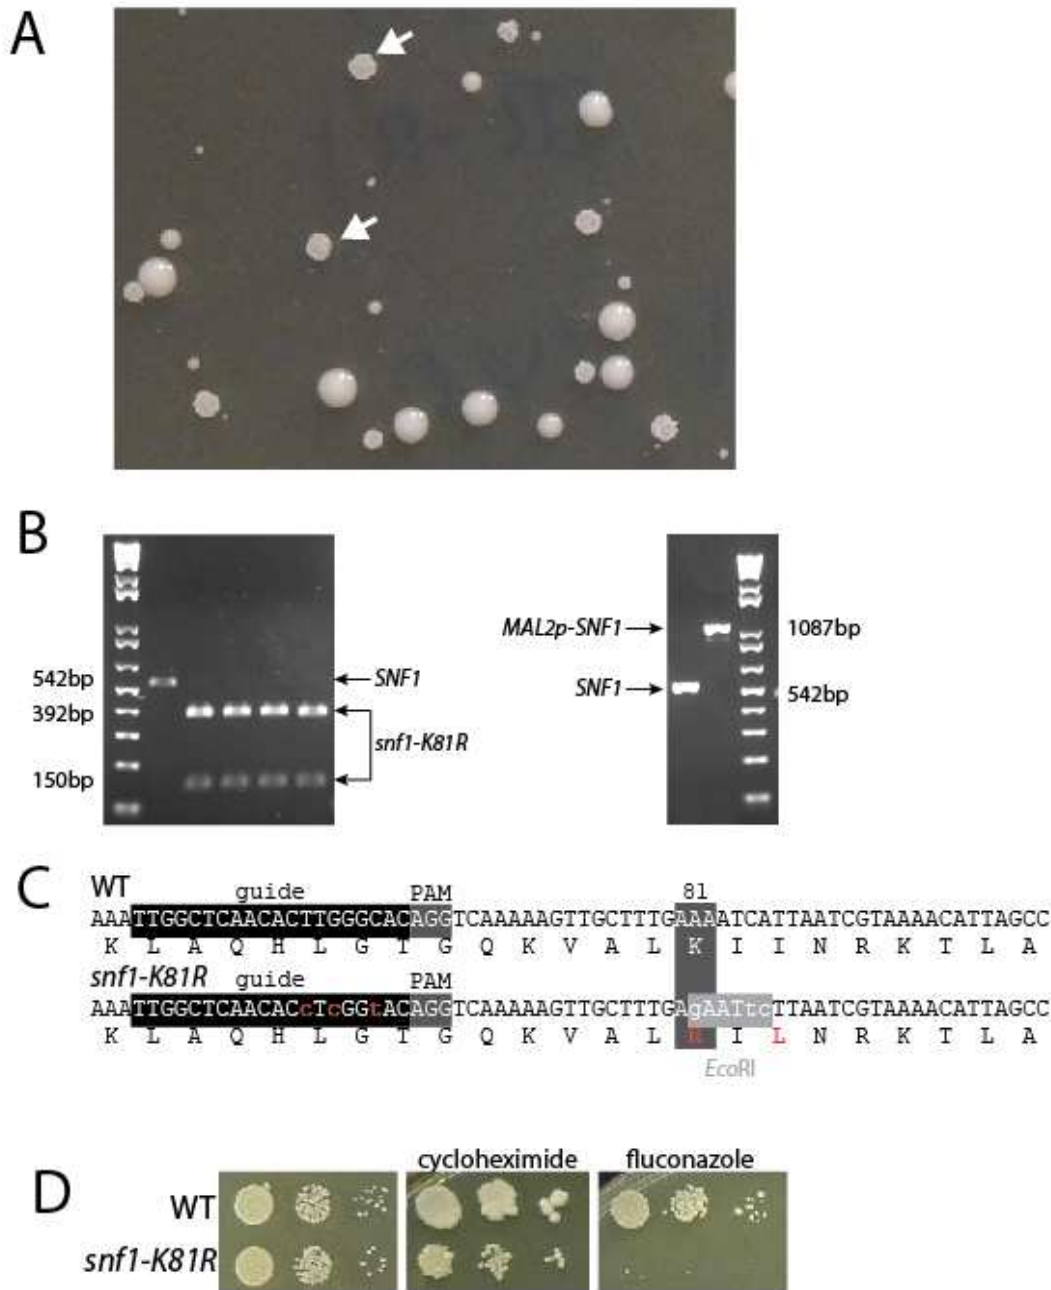 A
B
542bp
392bp
150bp
SNF1
snf1-K81R
MAL2p-SNF1
SNF1
1087bp
542bp
C
WT
guide PAM 81
AAATTGGCTCAACACTTGGGCACAGGTCAAAAAGTTGCTTTGAAAATCATTAATCGTAAAACATTAGCC
K L A Q H L G T G Q K V A L K I I N R K T L A
snf1-K81R
guide PAM
AAATTGGCTCAACACcTcGGtACAGGTCAAAAAGTTGCTTTGAgAATtcTTAATCGTAAAACATTAGCC
K L A Q H L G T G Q K V A L R I L N R K T L A
EcoRI
D
cycloheximide fluconazole
WT
snf1-K81R